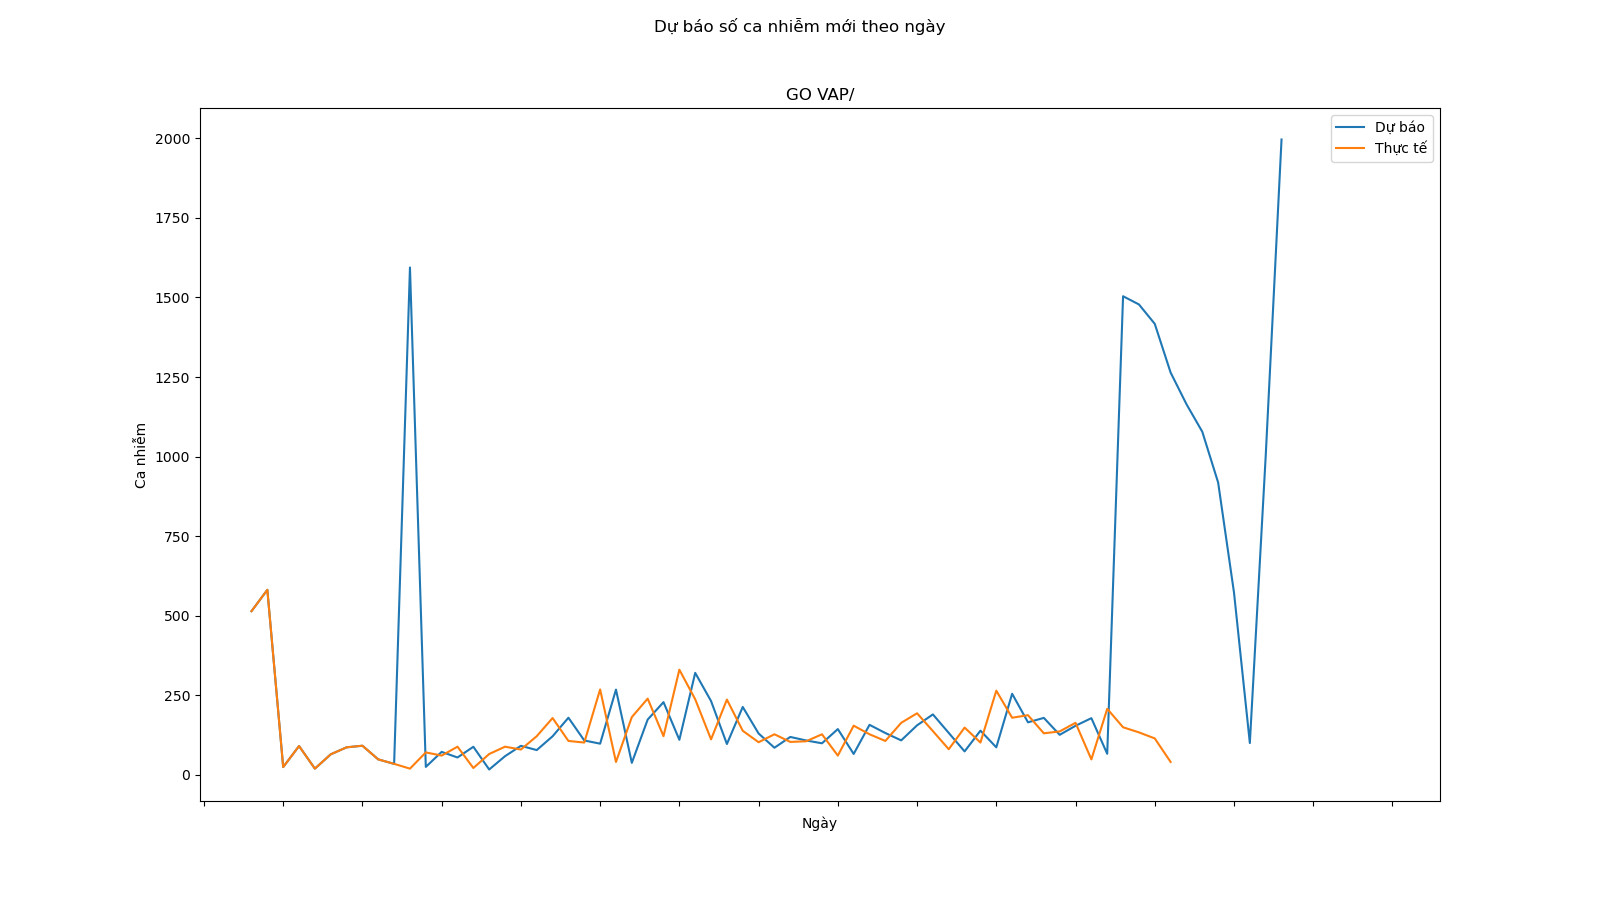 Dự báo số ca nhiễm mới theo ngày
GO VAP/
Dự báo
Thực tế
2000
1750
1500
1250
1000
750
500
250
0
Ca nhiễm
Ngày